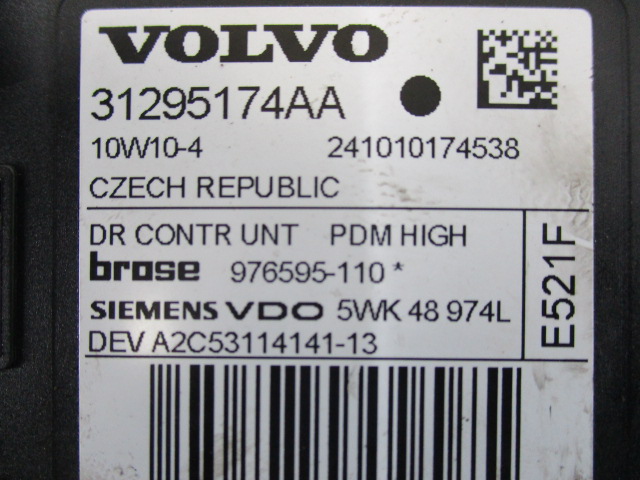 VOLVO
31295174AA
10W10-4 241010174538
CZECH REPUBLIC
DR CONTR UNT PDM HIGH
brose 976595-110 *
SIEMENS VDO 5WK 48 974L
DEV A2C53114141-13
E521F